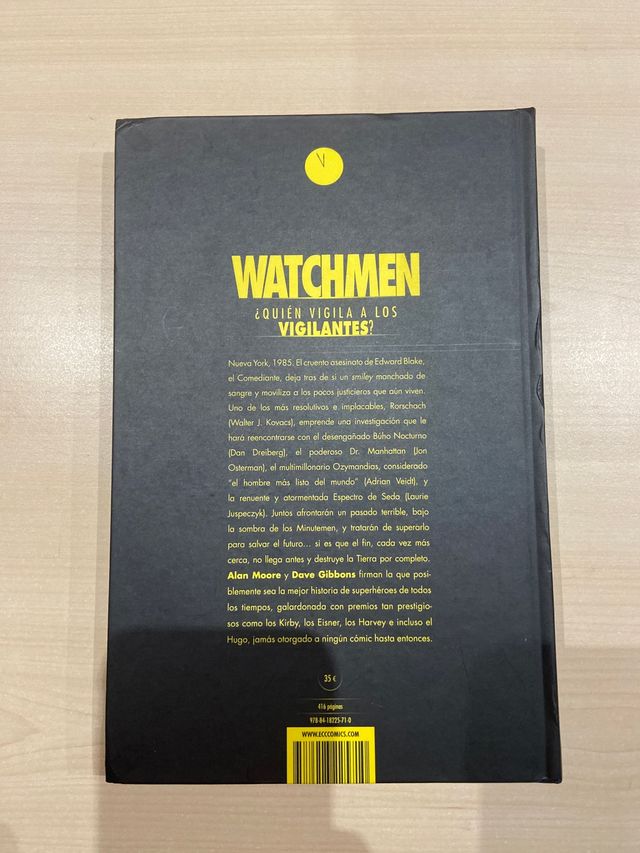 WATCHMEN
¿QUIÉN VIGILA A LOS
VIGILANTES?
Nueva York, 1985. El cruento asesinato de Edward Blake,
el Comediante, deja tras de si un smiley manchado de
sangre y moviliza a los pocos justicieros que aún viven.
Uno de los más resolutivos e implacables, Rorschach
(Walter J. Kovacs), emprende una investigación que le
hará reencontrarse con el desengañado Búho Nocturno
(Dan Dreiberg), el poderoso Dr. Manhattan (Jon
Osterman), el multimillonario Ozymandias, considerado
“el hombre más listo del mundo” (Adrian Veidt), y
la renuente y atormentada Espectro de Seda (Laurie
Juspeczyk). Juntos afrontarán un pasado terrible, bajo
la sombra de los Minutemen, y tratarán de superarlo
para salvar el futuro... si es que el fin, cada vez más
cerca, no llega antes y destruye la Tierra por completo.
Alan Moore y Dave Gibbons firman la que posi-
blemente sea la mejor historia de superhéroes de todos
los tiempos, galardonada con premios tan prestigio-
sos como los Kirby, los Eisner, los Harvey e incluso el
Hugo, jamás otorgado a ningún cómic hasta entonces.
35 €
416 páginas
978-84-18225-71-0
WWW.ECCCOMICS.COM